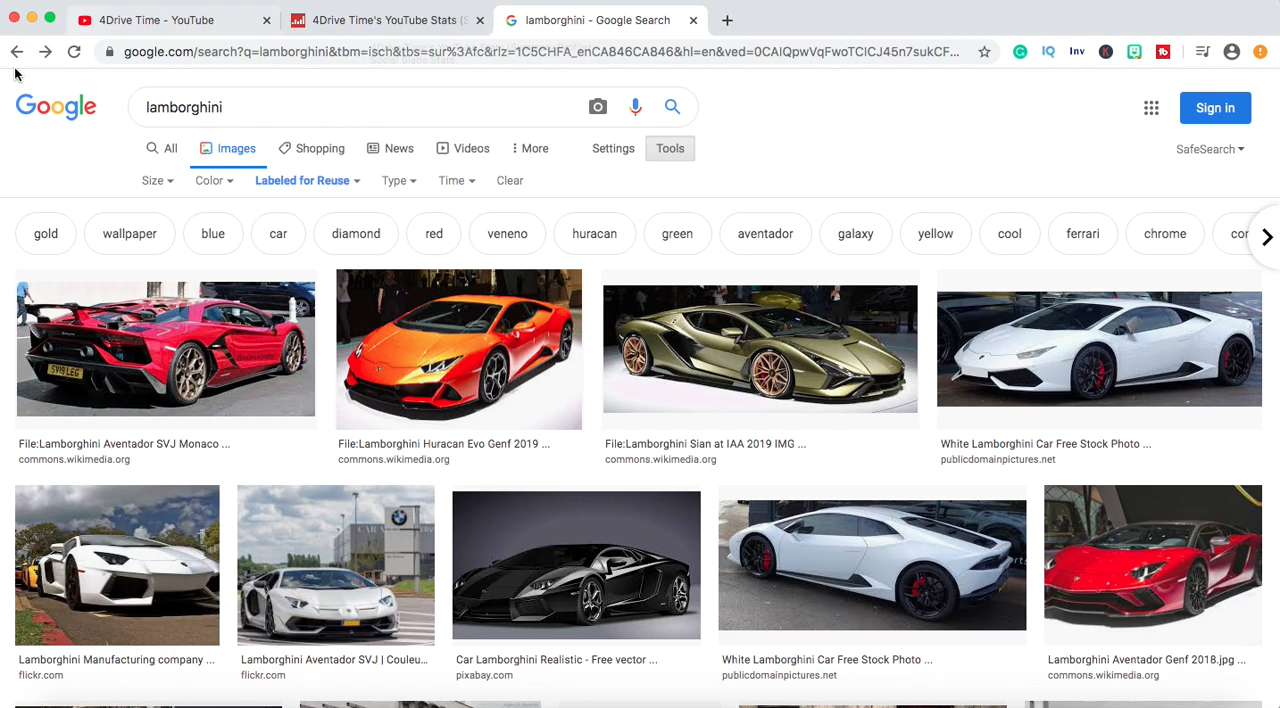 4Drive Time - YouTube
4Drive Time's YouTube Stats (S
lamborghini - Google Search
google.com/search?q=lamborghini&tbm=isch&tbs=sur%3Afc&rlz=1C5CHFA_enCA846CA846&hl=en&ved=0CAIQpwVqFwoTCICJ45n7sukCF...
Social Blade Stats
IQ
Inv
K
tb
Google
lamborghini
Sign in
All
Images
Shopping
News
Videos
More
Settings
Tools
SafeSearch
Size
Color
Labeled for Reuse
Type
Time
Clear
gold
wallpaper
blue
car
diamond
red
veneno
huracan
green
aventador
galaxy
yellow
cool
ferrari
chrome
SY19 LEG
File:Lamborghini Aventador SVJ Monaco ...
commons.wikimedia.org
File:Lamborghini Huracan Evo Genf 2019 ...
commons.wikimedia.org
File:Lamborghini Sian at IAA 2019 IMG ...
commons.wikimedia.org
White Lamborghini Car Free Stock Photo ...
publicdomainpictures.net
Lamborghini Manufacturing company ...
flickr.com
Lamborghini Aventador SVJ | Couleu...
flickr.com
Car Lamborghini Realistic - Free vector ...
pixabay.com
White Lamborghini Car Free Stock Photo ...
publicdomainpictures.net
Lamborghini Aventador Genf 2018.jpg ...
commons.wikimedia.org